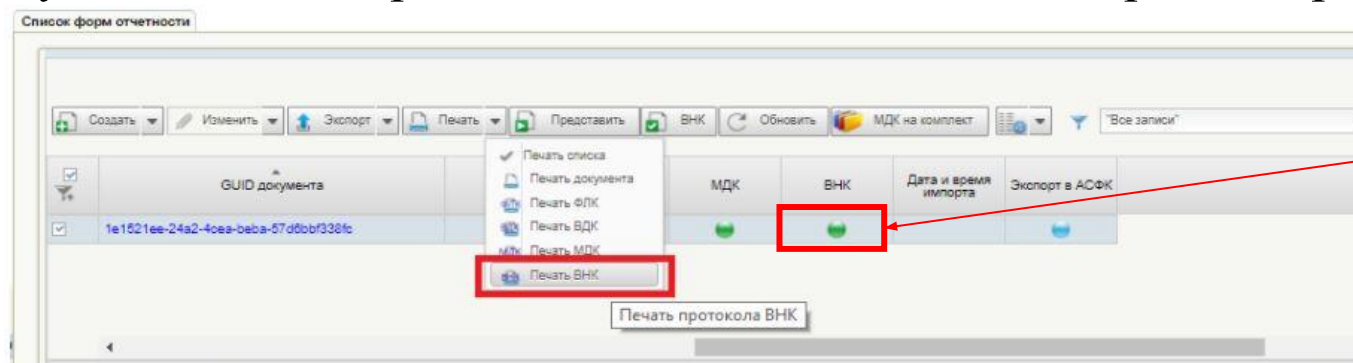 Список форм отчетности
Создать Изменить Экспорт Печать Представить ВНК Обновить МДК на комплект "Все записи"
GUID документа МДК ВНК Дата и время импорта Экспорт в АСФК
Печать списка
Печать документа
Печать ФЛК
Печать ВДК
Печать МДК
Печать ВНК
1e1521ee-24a2-4cea-beba-57d6bbf338fc
Печать протокола ВНК